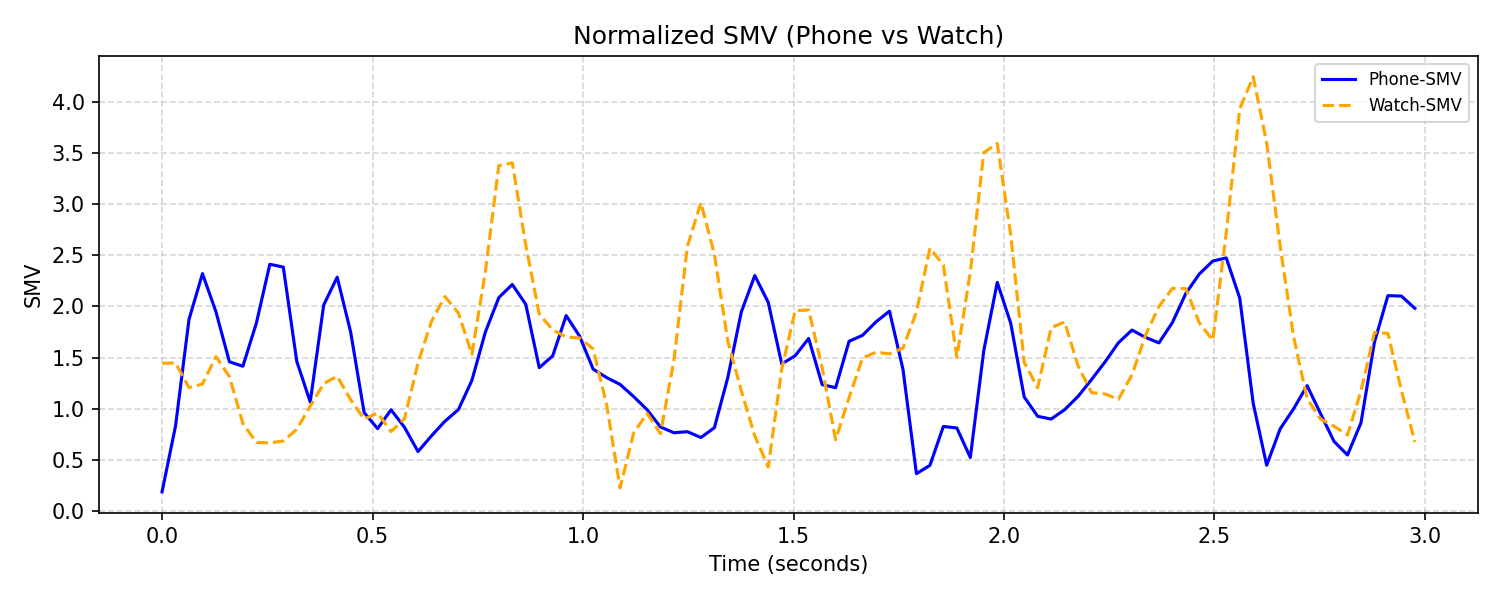 Normalized SMV (Phone vs Watch)
Phone-SMV
Watch-SMV
4.0
3.5
3.0
2.5
2.0
1.5
1.0
0.5
0.0
SMV
0.0 0.5 1.0 1.5 2.0 2.5 3.0
Time (seconds)